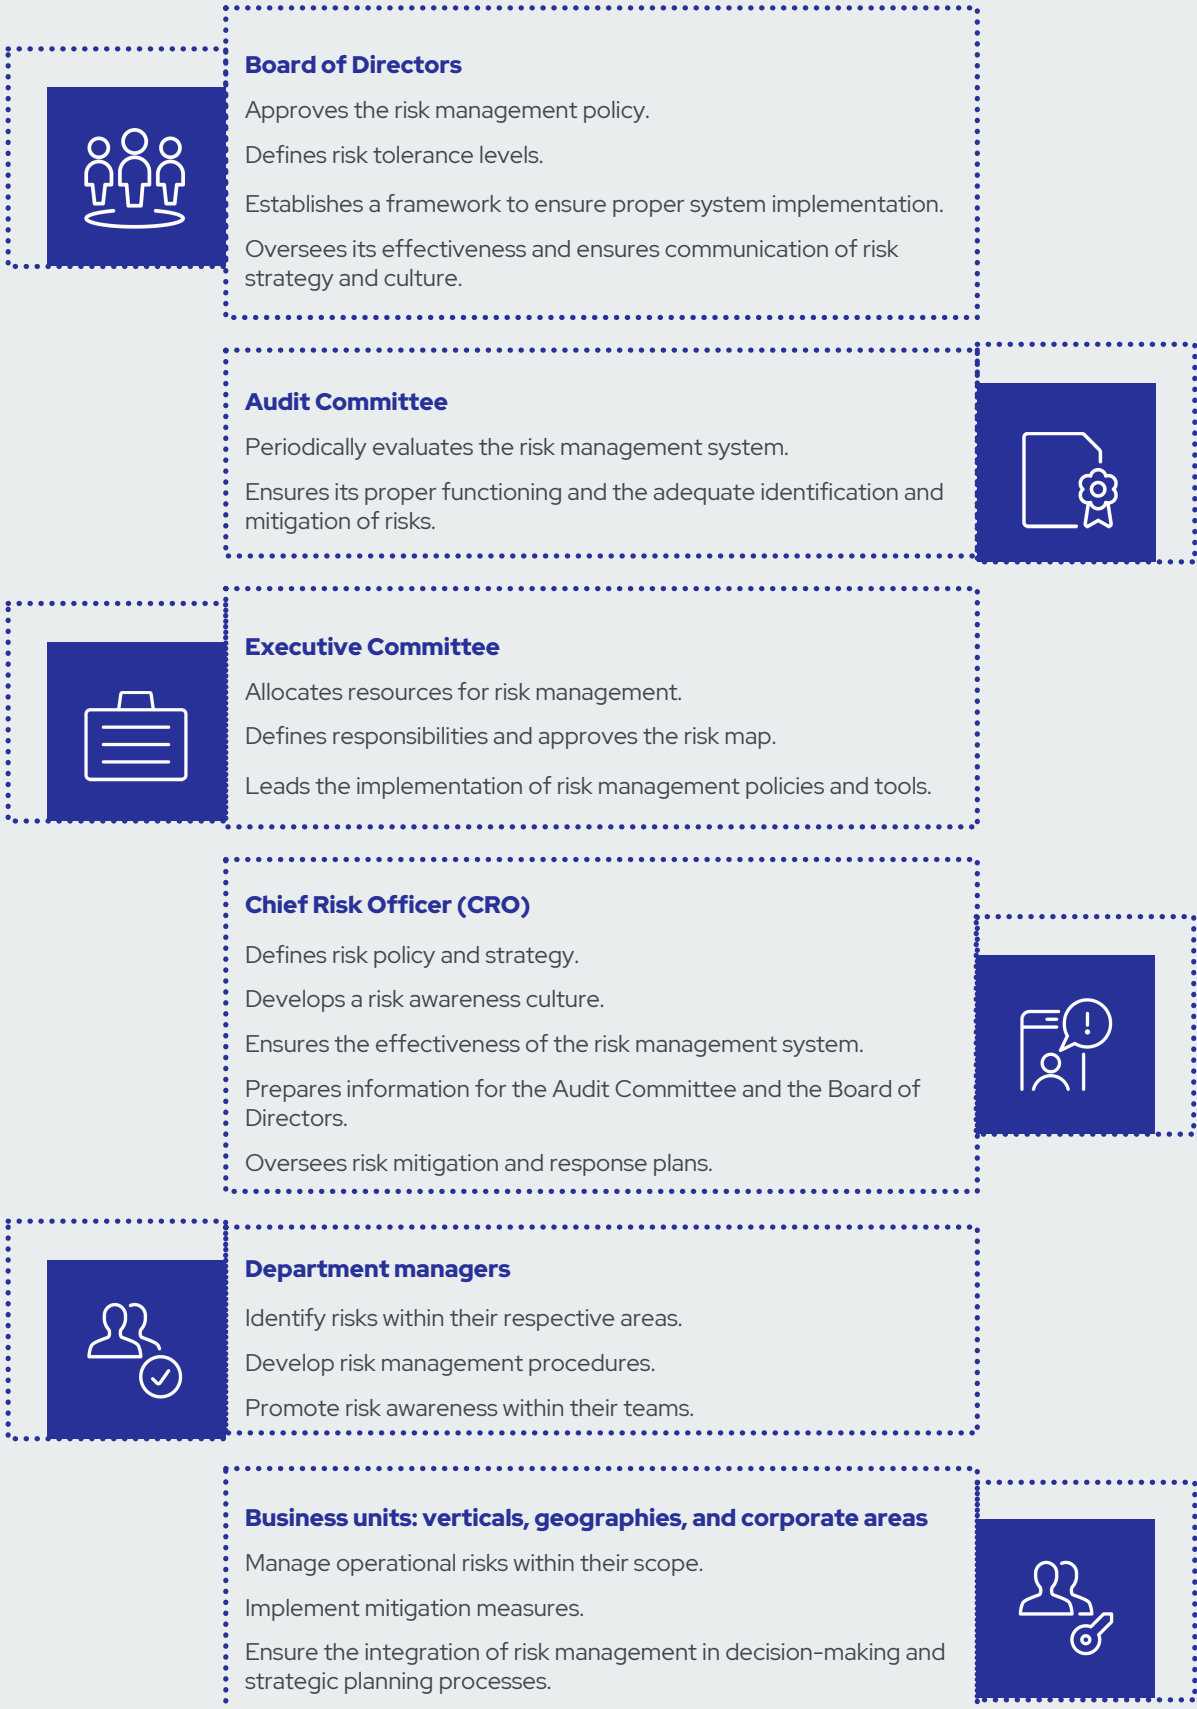 Board of Directors
Approves the risk management policy.
Defines risk tolerance levels.
Establishes a framework to ensure proper system implementation.
Oversees its effectiveness and ensures communication of risk
strategy and culture.
Audit Committee
Periodically evaluates the risk management system.
Ensures its proper functioning and the adequate identification and
mitigation of risks.
Executive Committee
Allocates resources for risk management.
Defines responsibilities and approves the risk map.
Leads the implementation of risk management policies and tools.
Chief Risk Officer (CRO)
Defines risk policy and strategy.
Develops a risk awareness culture.
Ensures the effectiveness of the risk management system.
Prepares information for the Audit Committee and the Board of
Directors.
Oversees risk mitigation and response plans.
Department managers
Identify risks within their respective areas.
Develop risk management procedures.
Promote risk awareness within their teams.
Business units: verticals, geographies, and corporate areas
Manage operational risks within their scope.
Implement mitigation measures.
Ensure the integration of risk management in decision-making and
strategic planning processes.